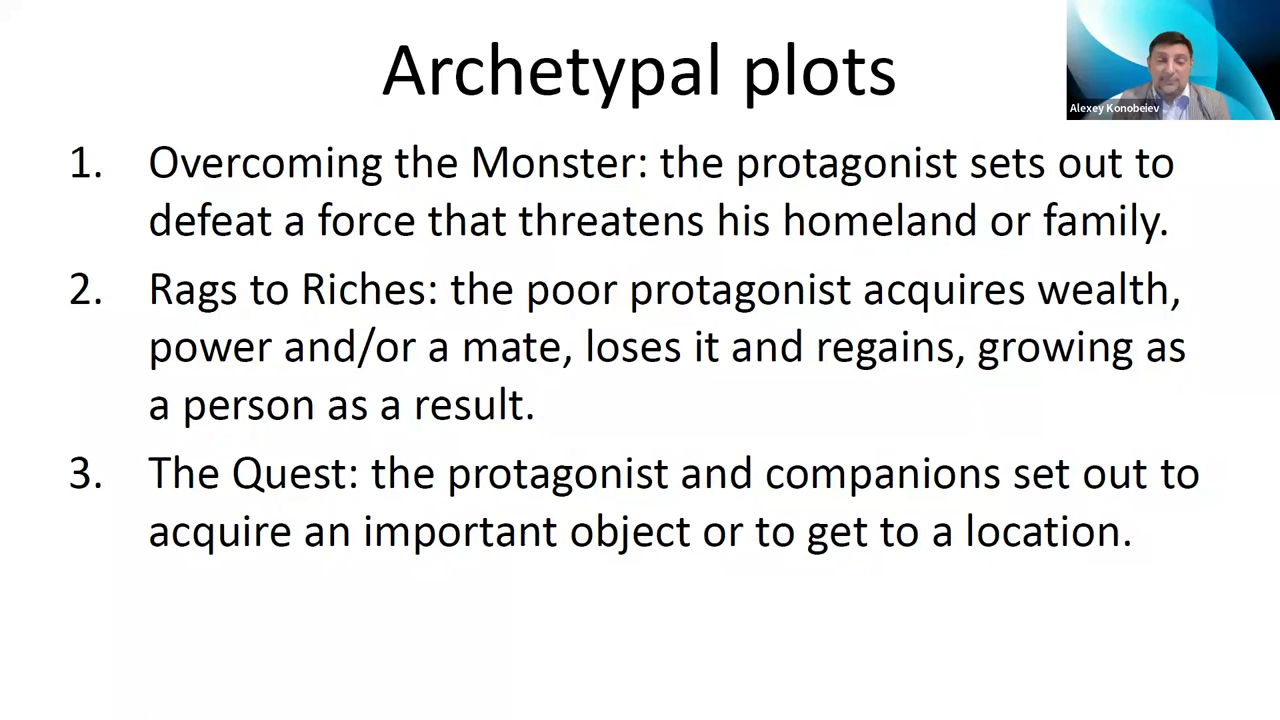 Archetypal plots
Alexey Konobeiev
1. Overcoming the Monster: the protagonist sets out to
defeat a force that threatens his homeland or family.
2. Rags to Riches: the poor protagonist acquires wealth,
power and/or a mate, loses it and regains, growing as
a person as a result.
3. The Quest: the protagonist and companions set out to
acquire an important object or to get to a location.